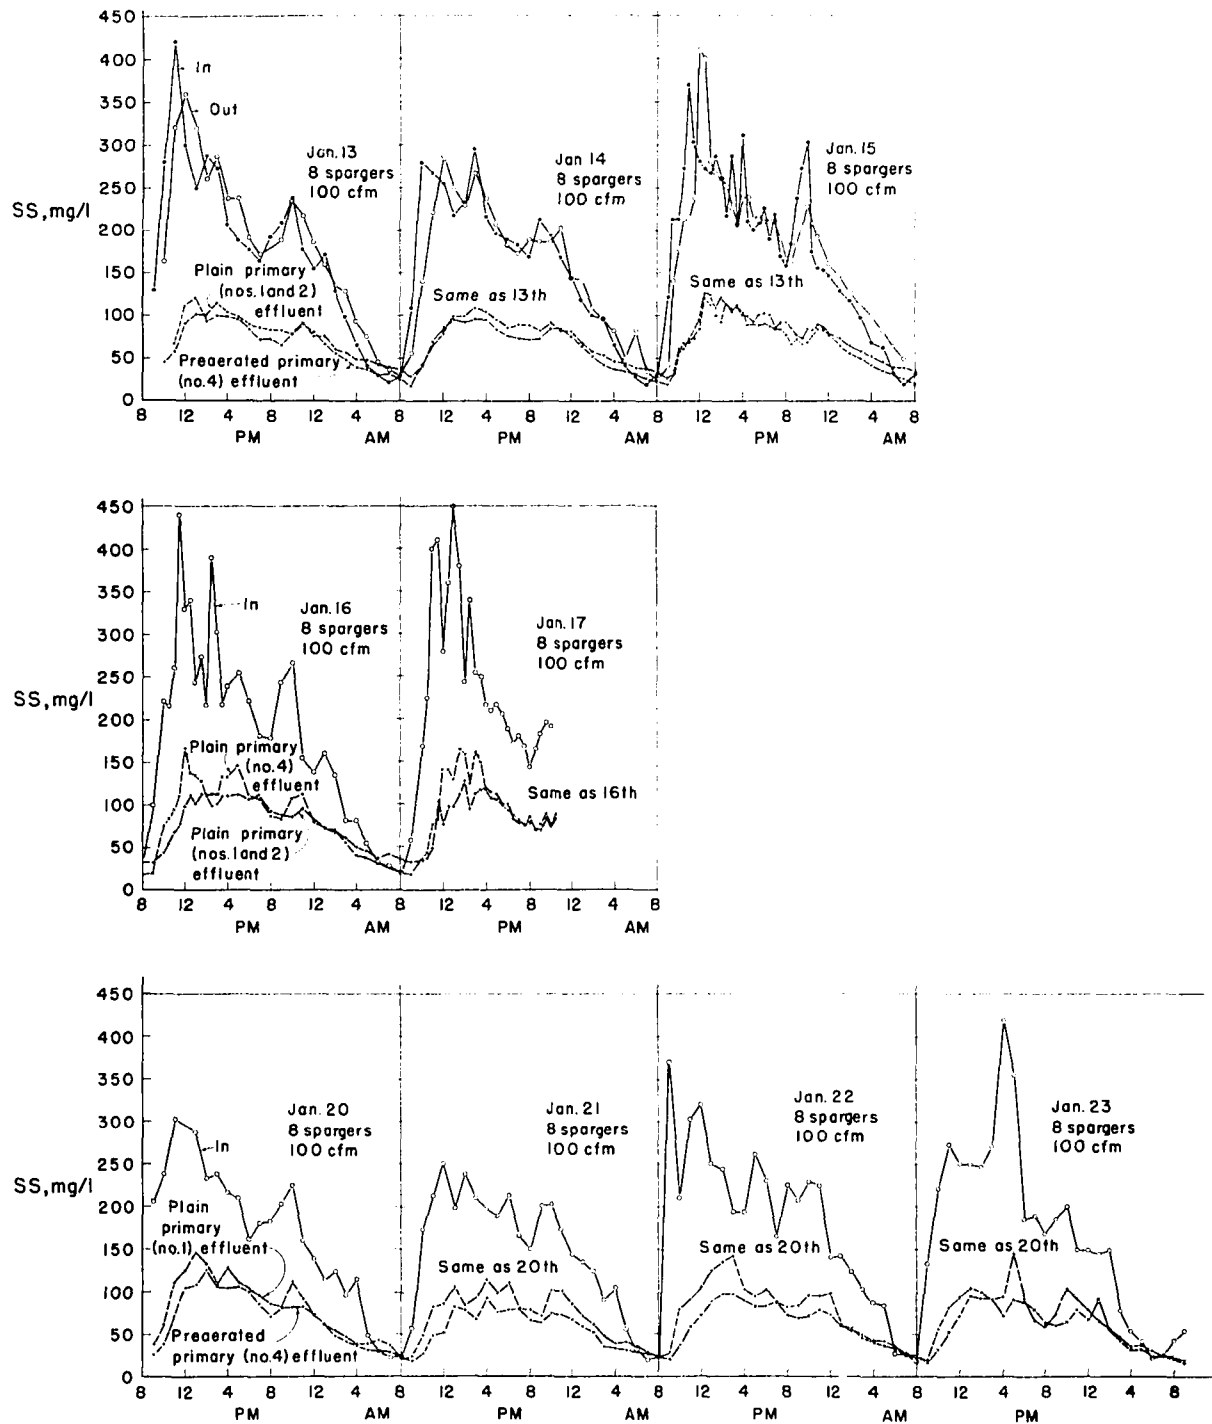 450
400
350
300
250
200
150
100
50
0
SS,mg/l
In
Out
Jan. 13
8 spargers
100 cfm
Jan. 14
8 spargers
100 cfm
Jan. 15
8 spargers
100 cfm
Plain primary
(nos. 1 and 2)
effluent
Same as 13th
Same as 13th
Preaerated primary
(no. 4) effluent
8 12 4 8 12 4 8 12 4 8 12 4 8 12 4 8 12 4 8
PM AM PM AM PM AM
450
400
350
300
250
200
150
100
50
0
SS,mg/l
In
Jan. 16
8 spargers
100 cfm
Jan. 17
8 spargers
100 cfm
Plain primary
(no. 4)
effluent
Same as 16th
Plain primary
(nos. 1 and 2)
effluent
8 12 4 8 12 4 8 12 4 8 12 4 8
PM AM PM AM
450
400
350
300
250
200
150
100
50
0
SS,mg/l
In
Jan. 20
8 spargers
100 cfm
Jan. 21
8 spargers
100 cfm
Jan. 22
8 spargers
100 cfm
Jan. 23
8 spargers
100 cfm
Plain
primary
(no. 1) effluent
Same as 20th
Same as 20th
Same as 20th
Preaerated
primary (no. 4) effluent
8 12 4 8 12 4 8 12 4 8 12 4 8 12 4 8 12 4 8 12 4 8 12 4 8
PM AM PM AM PM AM PM